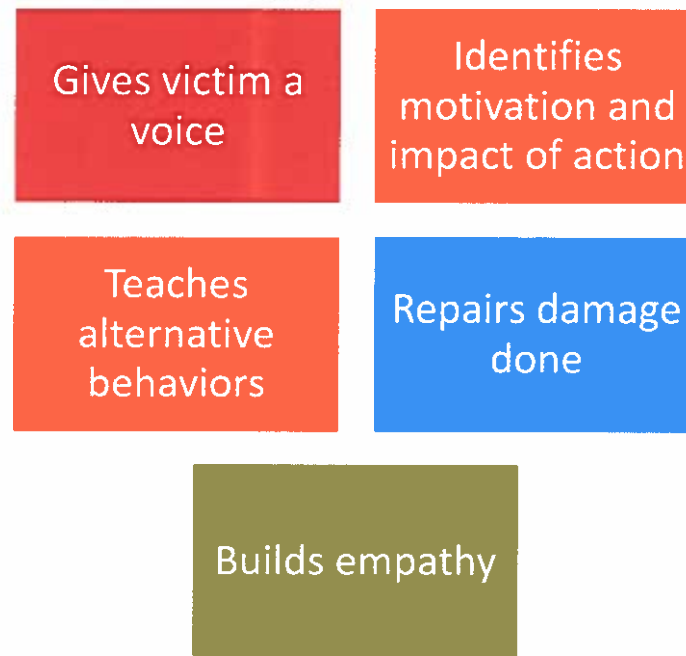 Gives victim a
voice
Identifies
motivation and
impact of action
Teaches
alternative
behaviors
Repairs damage
done
Builds empathy